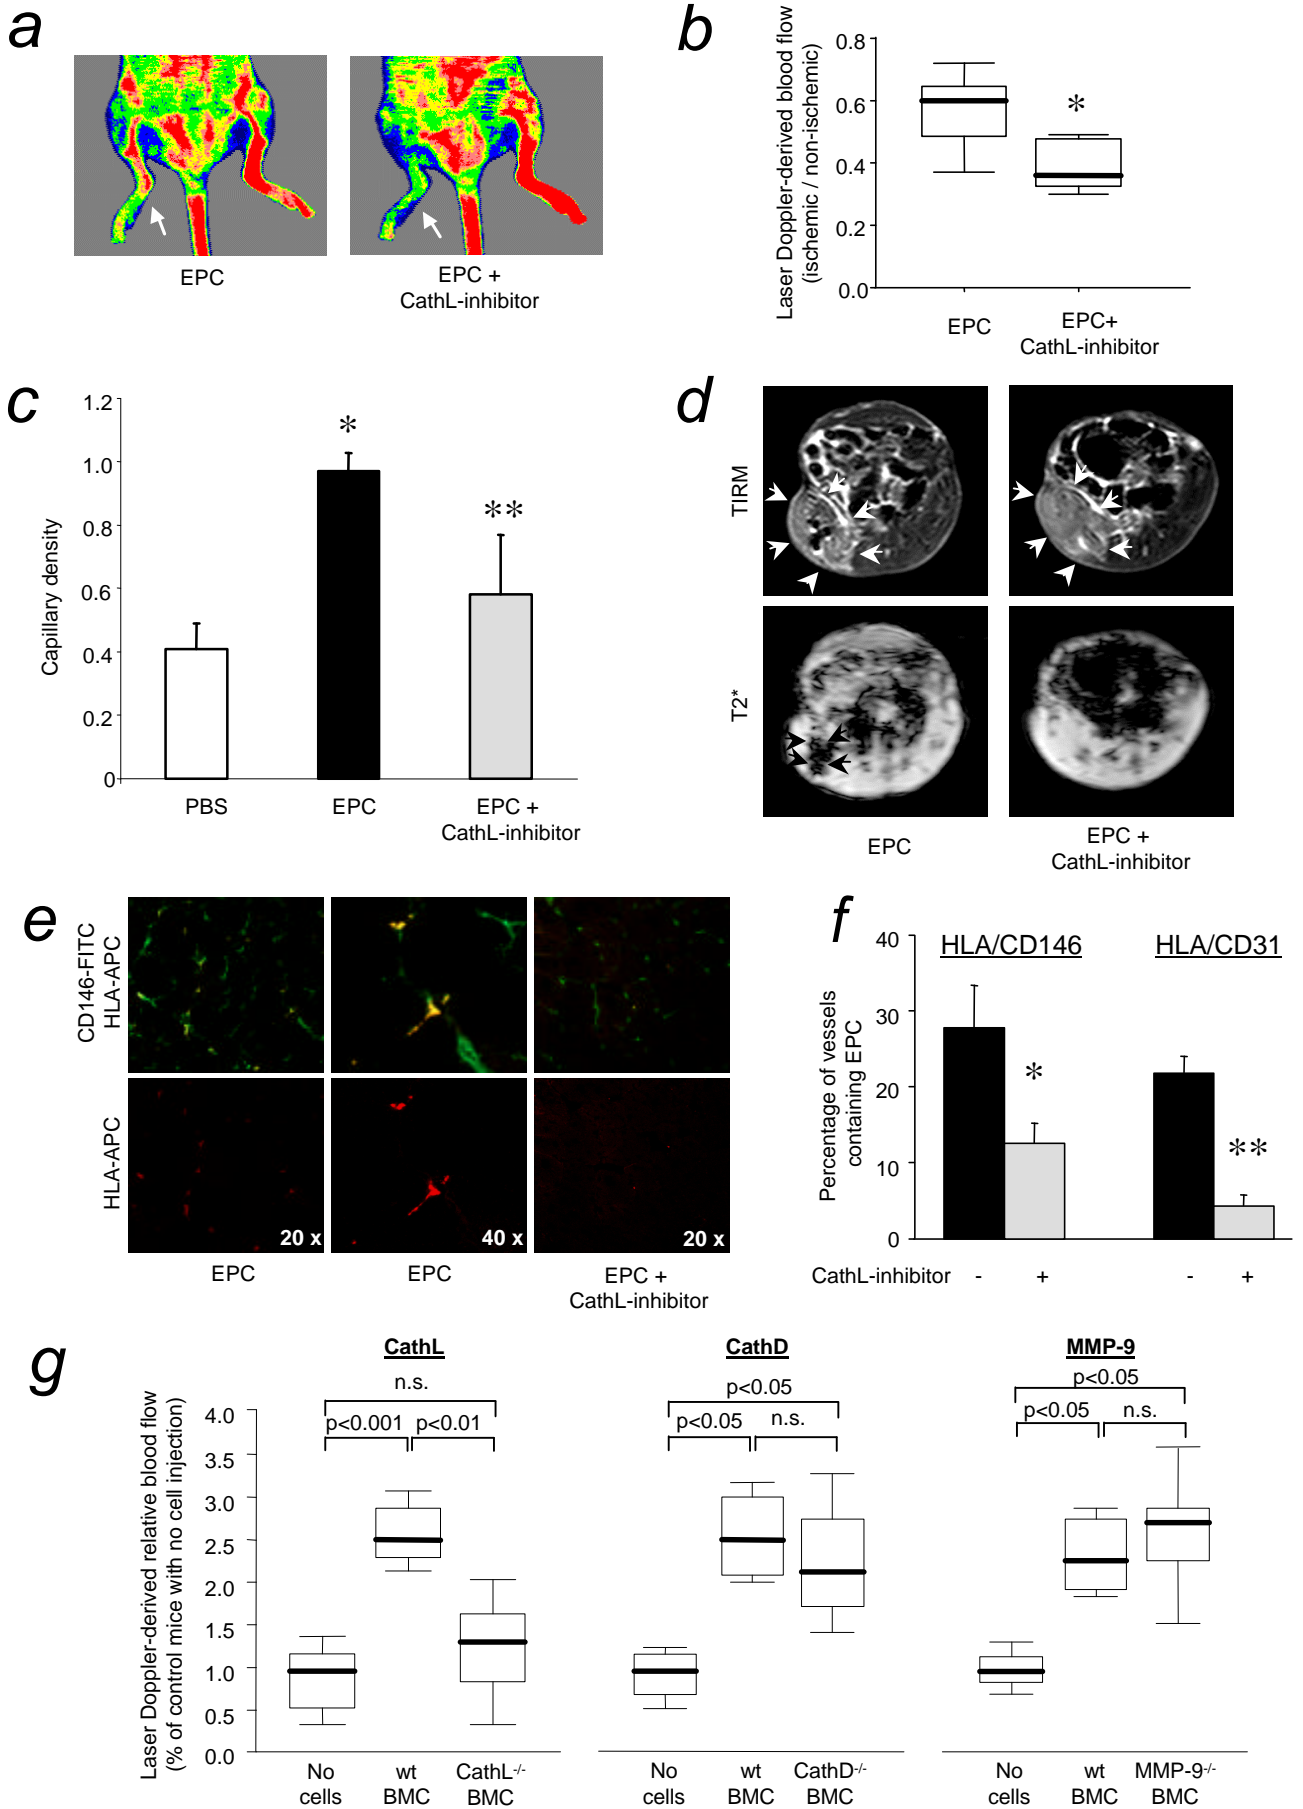 a
EPC
EPC +
CathL-inhibitor
b
Laser Doppler-derived blood flow
(ischemic / non-ischemic)
0.8
0.6
0.4
0.2
0.0
*
EPC
EPC+
CathL-inhibitor
c
Capillary density
1.2
1.0
0.8
0.6
0.4
0.2
0
*
**
PBS
EPC
EPC +
CathL-inhibitor
d
TIRM
T2*
EPC
EPC +
CathL-inhibitor
e
CD146-FITC
HLA-APC
HLA-APC
20 x
40 x
20 x
EPC
EPC
EPC +
CathL-inhibitor
f
Percentage of vessels
containing EPC
40
30
20
10
0
HLA/CD146
HLA/CD31
*
**
CathL-inhibitor - + - +
g
Laser Doppler-derived relative blood flow
(% of control mice with no cell injection)
4.0
3.5
3.0
2.5
2.0
1.5
1.0
0.5
0.0
CathL
n.s.
p<0.001 p<0.01
No
cells
wt
BMC
CathL-/-
BMC
CathD
p<0.05
p<0.05 n.s.
No
cells
wt
BMC
CathD-/-
BMC
MMP-9
p<0.05
p<0.05 n.s.
No
cells
wt
BMC
MMP-9-/-
BMC